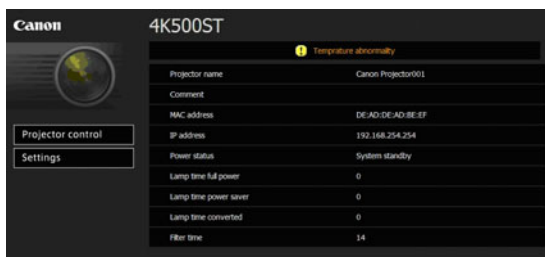 Canon
4K500ST
Temprature abnormality
Projector name Canon Projector001
Comment
MAC address DE:AD:DE:AD:BE:EF
Projector control
IP address 192.168.254.254
Settings
Power status System standby
Lamp time full power 0
Lamp time power saver 0
Lamp time converted 0
Filter time 14